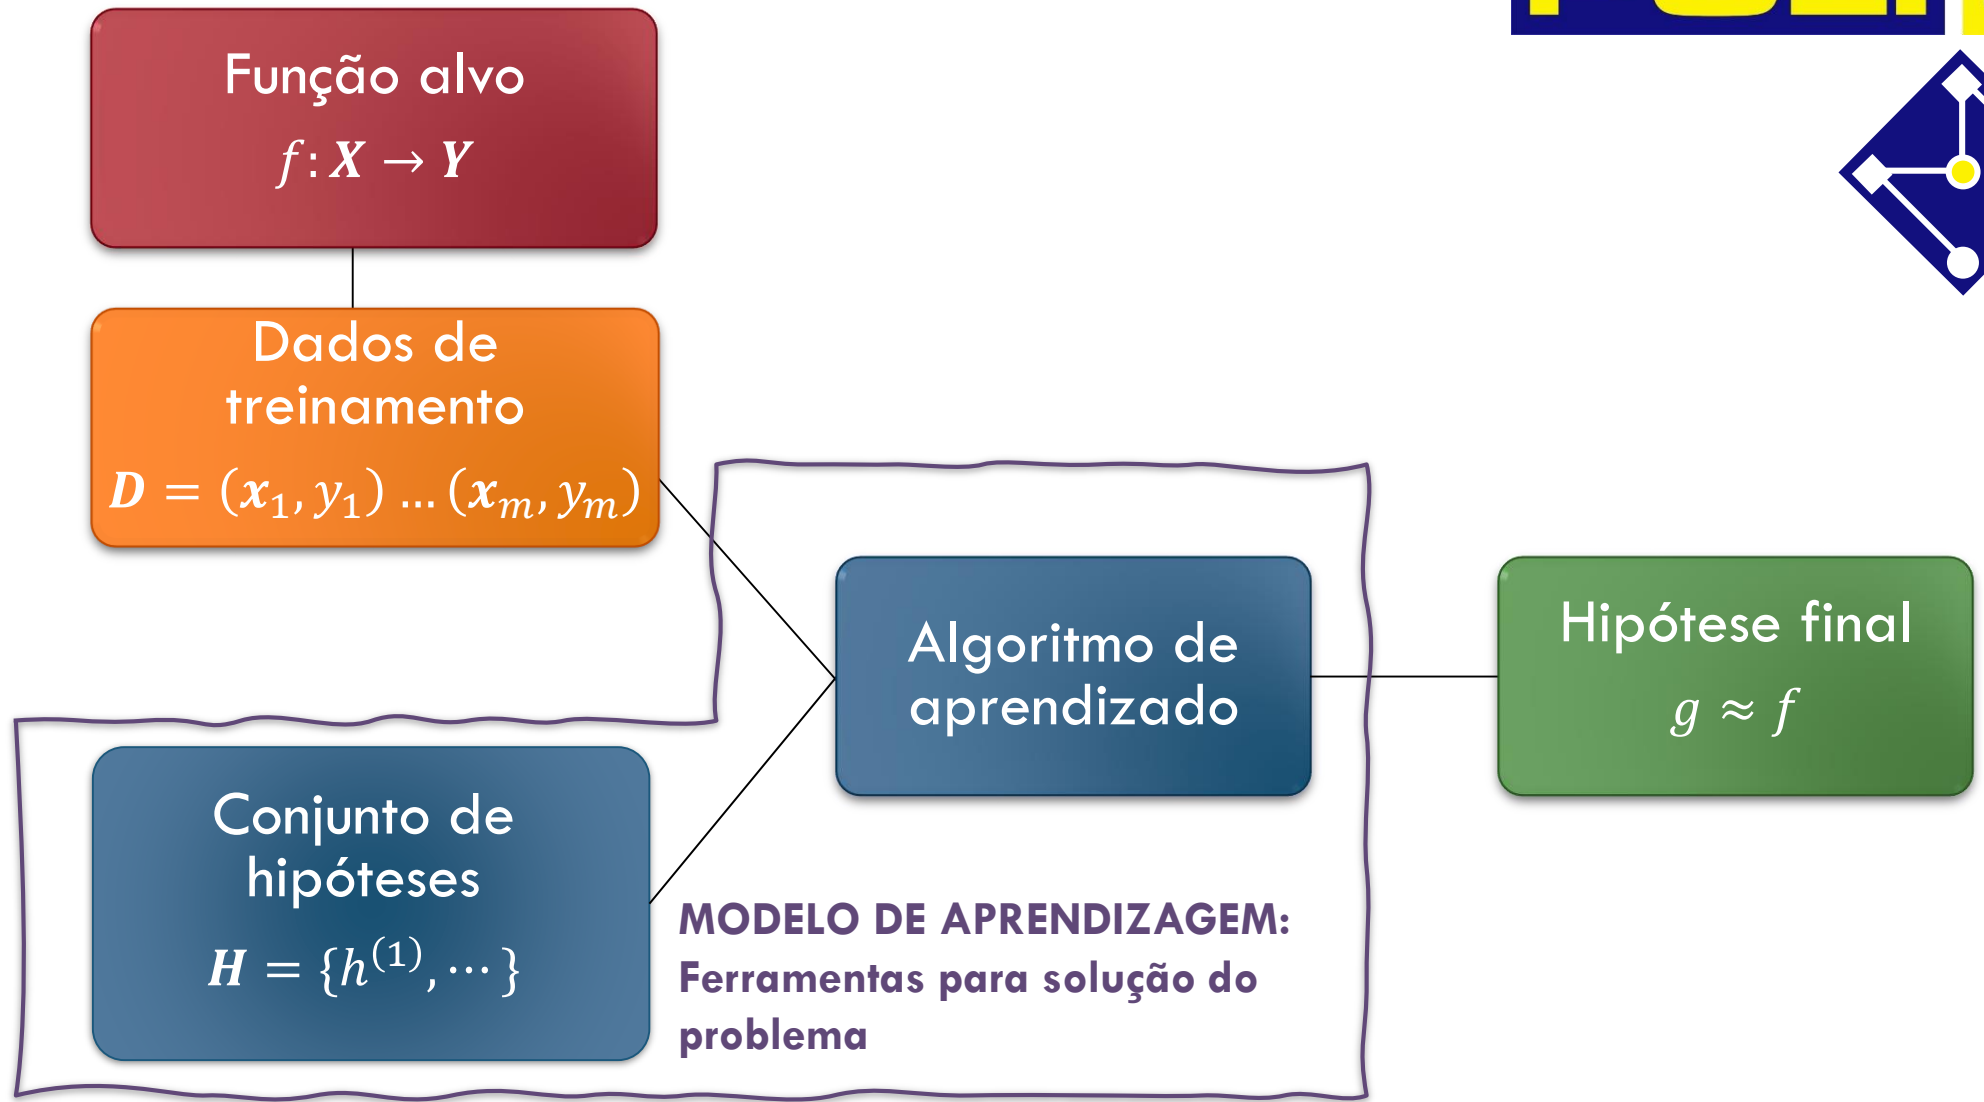 Função alvo
f: X → Y
Dados de
treinamento
D = (x₁, y₁) … (xₘ, yₘ)
Algoritmo de
aprendizado
Hipótese final
g ≈ f
Conjunto de
hipóteses
H = {h⁽¹⁾, ⋯ }
MODELO DE APRENDIZAGEM:
Ferramentas para solução do
problema